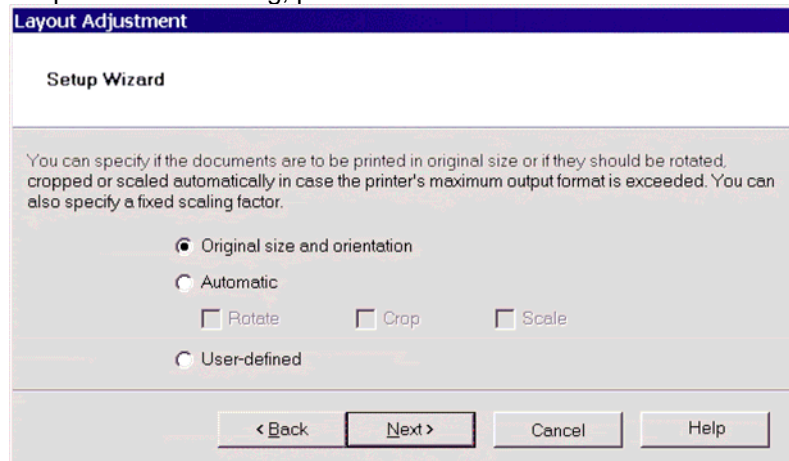 Layout Adjustment
Setup Wizard
You can specify if the documents are to be printed in original size or if they should be rotated,
cropped or scaled automatically in case the printer's maximum output format is exceeded. You can
also specify a fixed scaling factor.
Original size and orientation
Automatic
Rotate Crop Scale
User-defined
< Back Next > Cancel Help